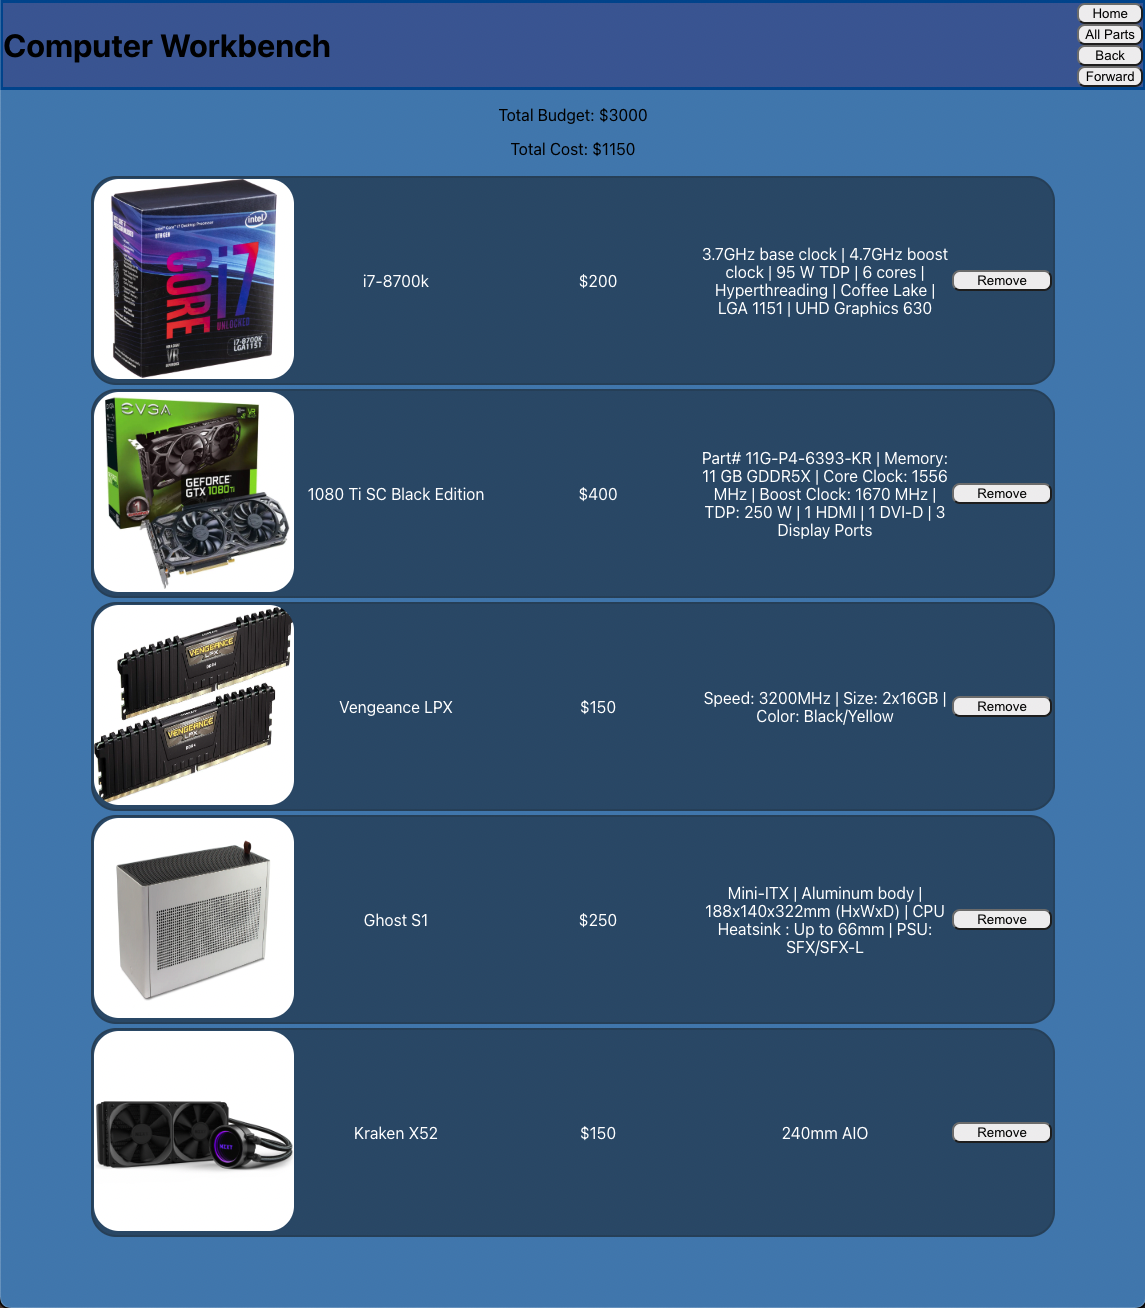 Computer Workbench
Home
All Parts
Back
Forward
Total Budget: $3000
Total Cost: $1150
intel
CORE i7
UNLOCKED
i7-8700K
LGA1151
VR
i7-8700k
$200
3.7GHz base clock | 4.7GHz boost
clock | 95 W TDP | 6 cores |
Hyperthreading | Coffee Lake |
LGA 1151 | UHD Graphics 630
Remove
EVGA
GEFORCE
GTX 1080 Ti
1080 Ti SC Black Edition
$400
Part# 11G-P4-6393-KR | Memory:
11 GB GDDR5X | Core Clock: 1556
MHz | Boost Clock: 1670 MHz |
TDP: 250 W | 1 HDMI | 1 DVI-D | 3
Display Ports
Remove
VENGEANCE
LPX
VENGEANCE
LPX
Vengeance LPX
$150
Speed: 3200MHz | Size: 2x16GB |
Color: Black/Yellow
Remove
Ghost S1
$250
Mini-ITX | Aluminum body |
188x140x322mm (HxWxD) | CPU
Heatsink : Up to 66mm | PSU:
SFX/SFX-L
Remove
NZXT
Kraken X52
$150
240mm AIO
Remove